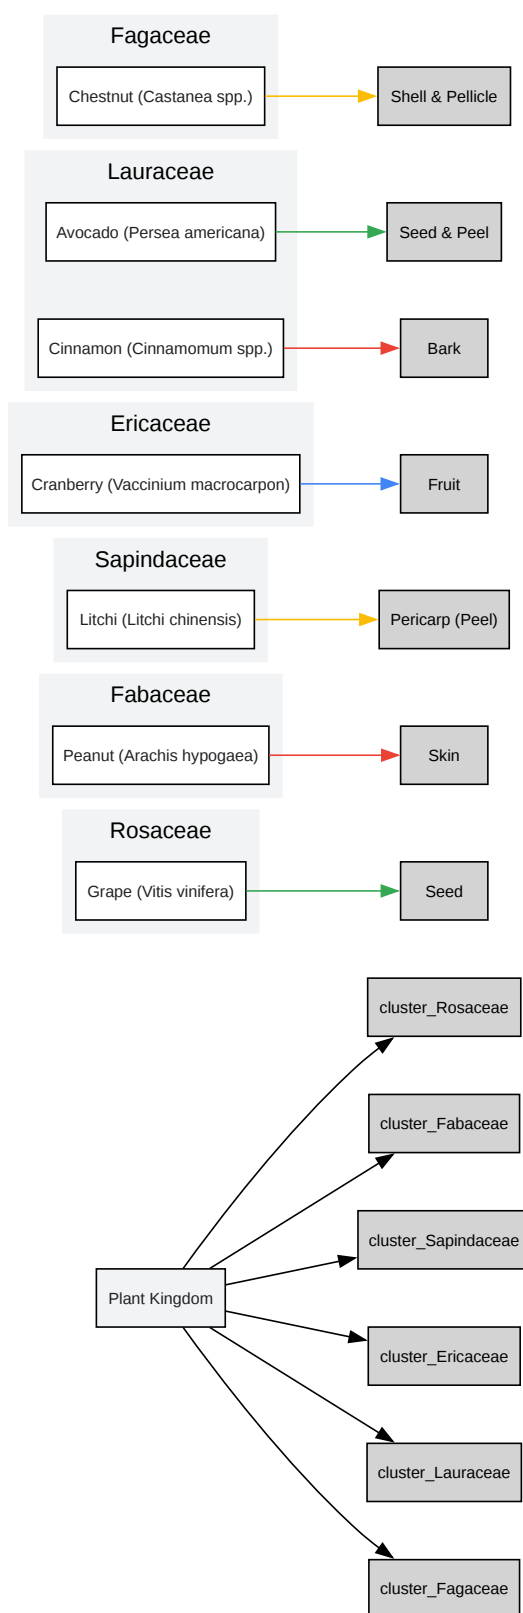 Fagaceae
Chestnut (Castanea spp.)
Shell & Pellicle
Lauraceae
Avocado (Persea americana)
Seed & Peel
Cinnamon (Cinnamomum spp.)
Bark
Ericaceae
Cranberry (Vaccinium macrocarpon)
Fruit
Sapindaceae
Litchi (Litchi chinensis)
Pericarp (Peel)
Fabaceae
Peanut (Arachis hypogaea)
Skin
Rosaceae
Grape (Vitis vinifera)
Seed
cluster_Rosaceae
cluster_Fabaceae
cluster_Sapindaceae
Plant Kingdom
cluster_Ericaceae
cluster_Lauraceae
cluster_Fagaceae